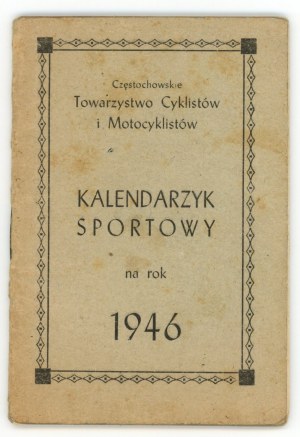 Częstochowskie
Towarzystwo Cyklistów
i Motocyklistów
KALENDARZYK
SPORTOWY
na rok
1946